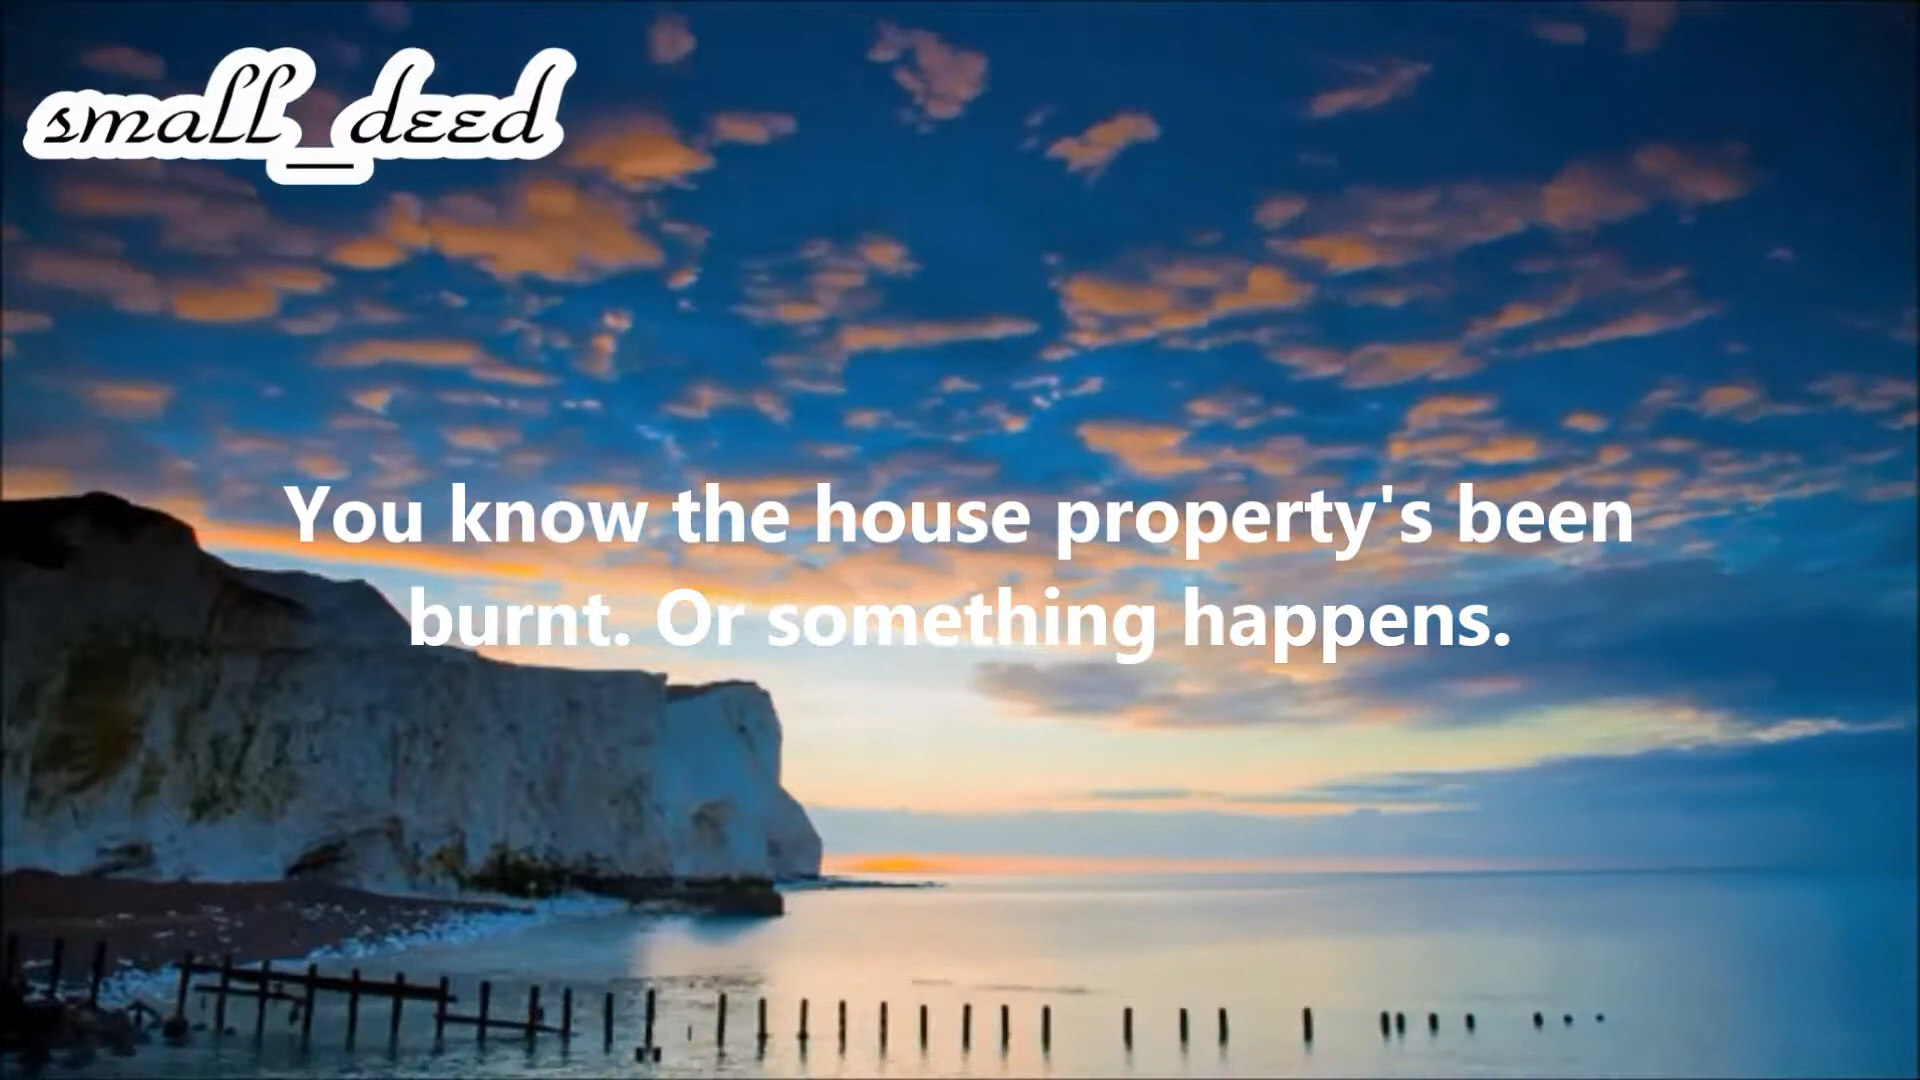 small_deed
You know the house property's been
burnt. Or something happens.